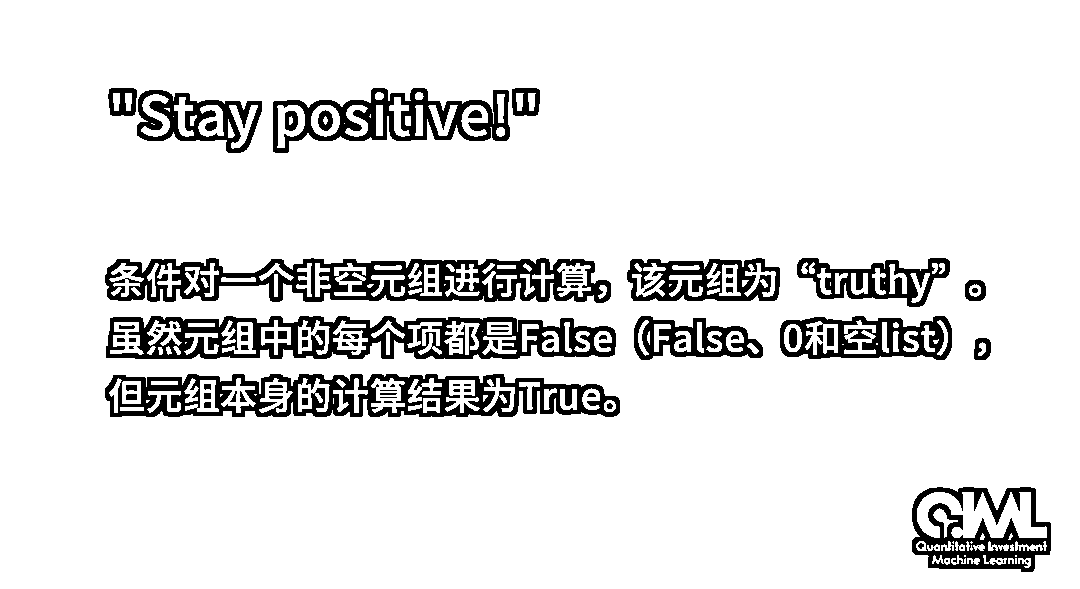 "Stay positive!"
条件对一个非空元组进行计算，该元组为“truthy”。
虽然元组中的每个项都是False（False、0和空list），
但元组本身的计算结果为True。
QIML
Quantitative Investment
Machine Learning